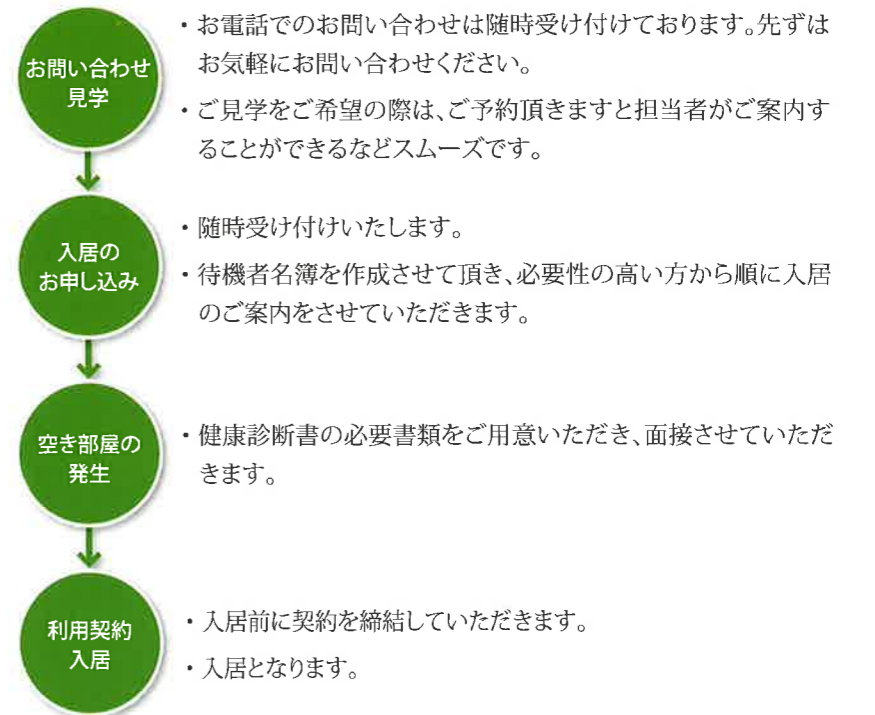 お問い合わせ
見学
・お電話でのお問い合わせは随時受け付けております。先ずは
お気軽にお問い合わせください。
・ご見学をご希望の際は、ご予約頂きますと担当者がご案内す
ることができるなどスムーズです。
入居の
お申し込み
・随時受け付けいたします。
・待機者名簿を作成させて頂き、必要性の高い方から順に入居
のご案内をさせていただきます。
空き部屋の
発生
・健康診断書の必要書類をご用意いただき、面接させていただ
きます。
利用契約
入居
・入居前に契約を締結していただきます。
・入居となります。